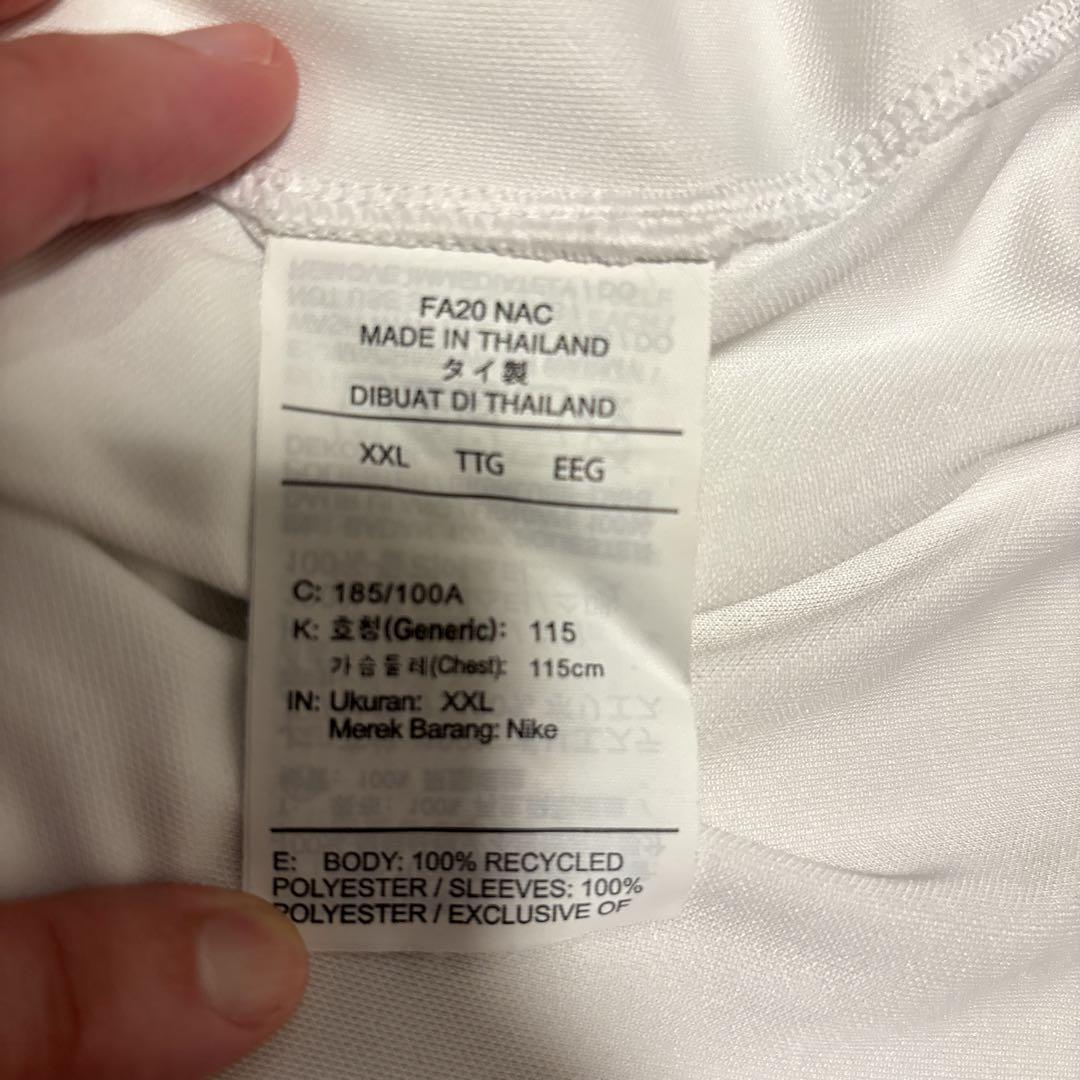 FA20 NAC
MADE IN THAILAND
タイ製
DIBUAT DI THAILAND
XXL TTG EEG
C: 185/100A
K: 호칭(Generic): 115
가슴둘레(Chest): 115cm
IN: Ukuran: XXL
Merek Barang: Nike
E: BODY: 100% RECYCLED
POLYESTER / SLEEVES: 100%
POLYESTER / EXCLUSIVE OF